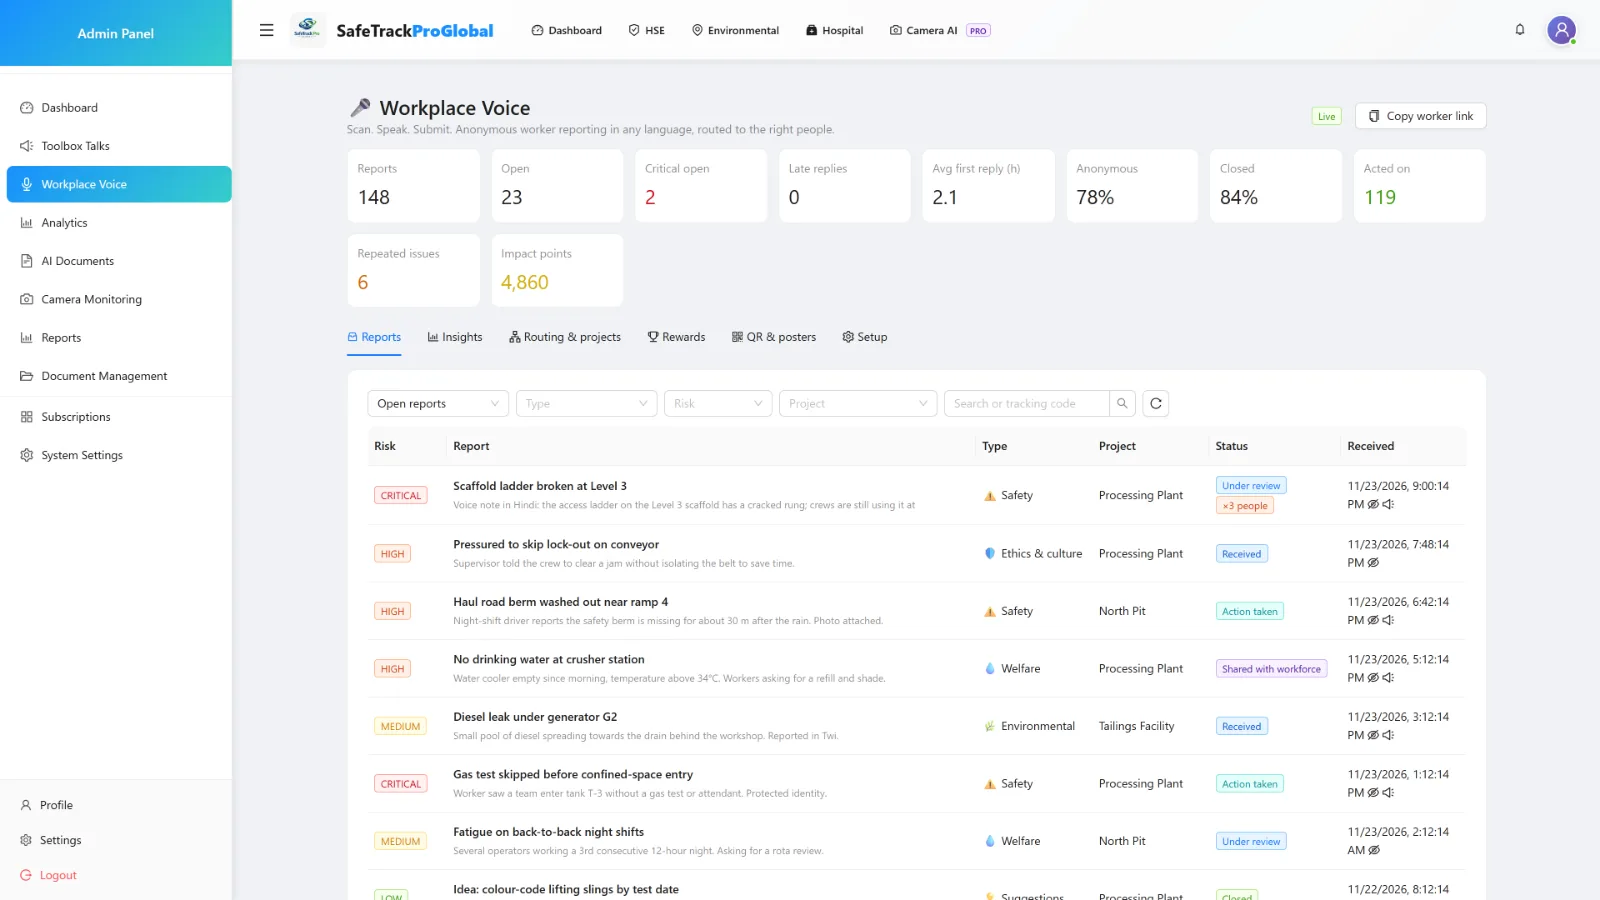 Admin Panel
SafeTrackProGlobal
Dashboard
HSE
Environmental
Hospital
Camera AI PRO
Dashboard
Toolbox Talks
Workplace Voice
Analytics
AI Documents
Camera Monitoring
Reports
Document Management
Subscriptions
System Settings
Profile
Settings
Logout
Workplace Voice
Scan. Speak. Submit. Anonymous worker reporting in any language, routed to the right people.
Live
Copy worker link
Reports
148
Open
23
Critical open
2
Late replies
0
Avg first reply (h)
2.1
Anonymous
78%
Closed
84%
Acted on
119
Repeated issues
6
Impact points
4,860
Reports
Insights
Routing & projects
Rewards
QR & posters
Setup
Open reports
Type
Risk
Project
Search or tracking code
Risk Report Type Project Status Received
CRITICAL
Scaffold ladder broken at Level 3
Voice note in Hindi: the access ladder on the Level 3 scaffold has a cracked rung; crews are still using it at
Safety
Processing Plant
Under review
×3 people
11/23/2026, 9:00:14
PM
HIGH
Pressured to skip lock-out on conveyor
Supervisor told the crew to clear a jam without isolating the belt to save time.
Ethics & culture
Processing Plant
Received
11/23/2026, 7:48:14
PM
HIGH
Haul road berm washed out near ramp 4
Night-shift driver reports the safety berm is missing for about 30 m after the rain. Photo attached.
Safety
North Pit
Action taken
11/23/2026, 6:42:14
PM
HIGH
No drinking water at crusher station
Water cooler empty since morning, temperature above 34°C. Workers asking for a refill and shade.
Welfare
Processing Plant
Shared with workforce
11/23/2026, 5:12:14
PM
MEDIUM
Diesel leak under generator G2
Small pool of diesel spreading towards the drain behind the workshop. Reported in Twi.
Environmental
Tailings Facility
Received
11/23/2026, 3:12:14
PM
CRITICAL
Gas test skipped before confined-space entry
Worker saw a team enter tank T-3 without a gas test or attendant. Protected identity.
Safety
Processing Plant
Action taken
11/23/2026, 1:12:14
PM
MEDIUM
Fatigue on back-to-back night shifts
Several operators working a 3rd consecutive 12-hour night. Asking for a rota review.
Welfare
North Pit
Under review
11/23/2026, 2:12:14
AM
LOW
Idea: colour-code lifting slings by test date
Suggestions
Processing Plant
Closed
11/22/2026, 8:12:14